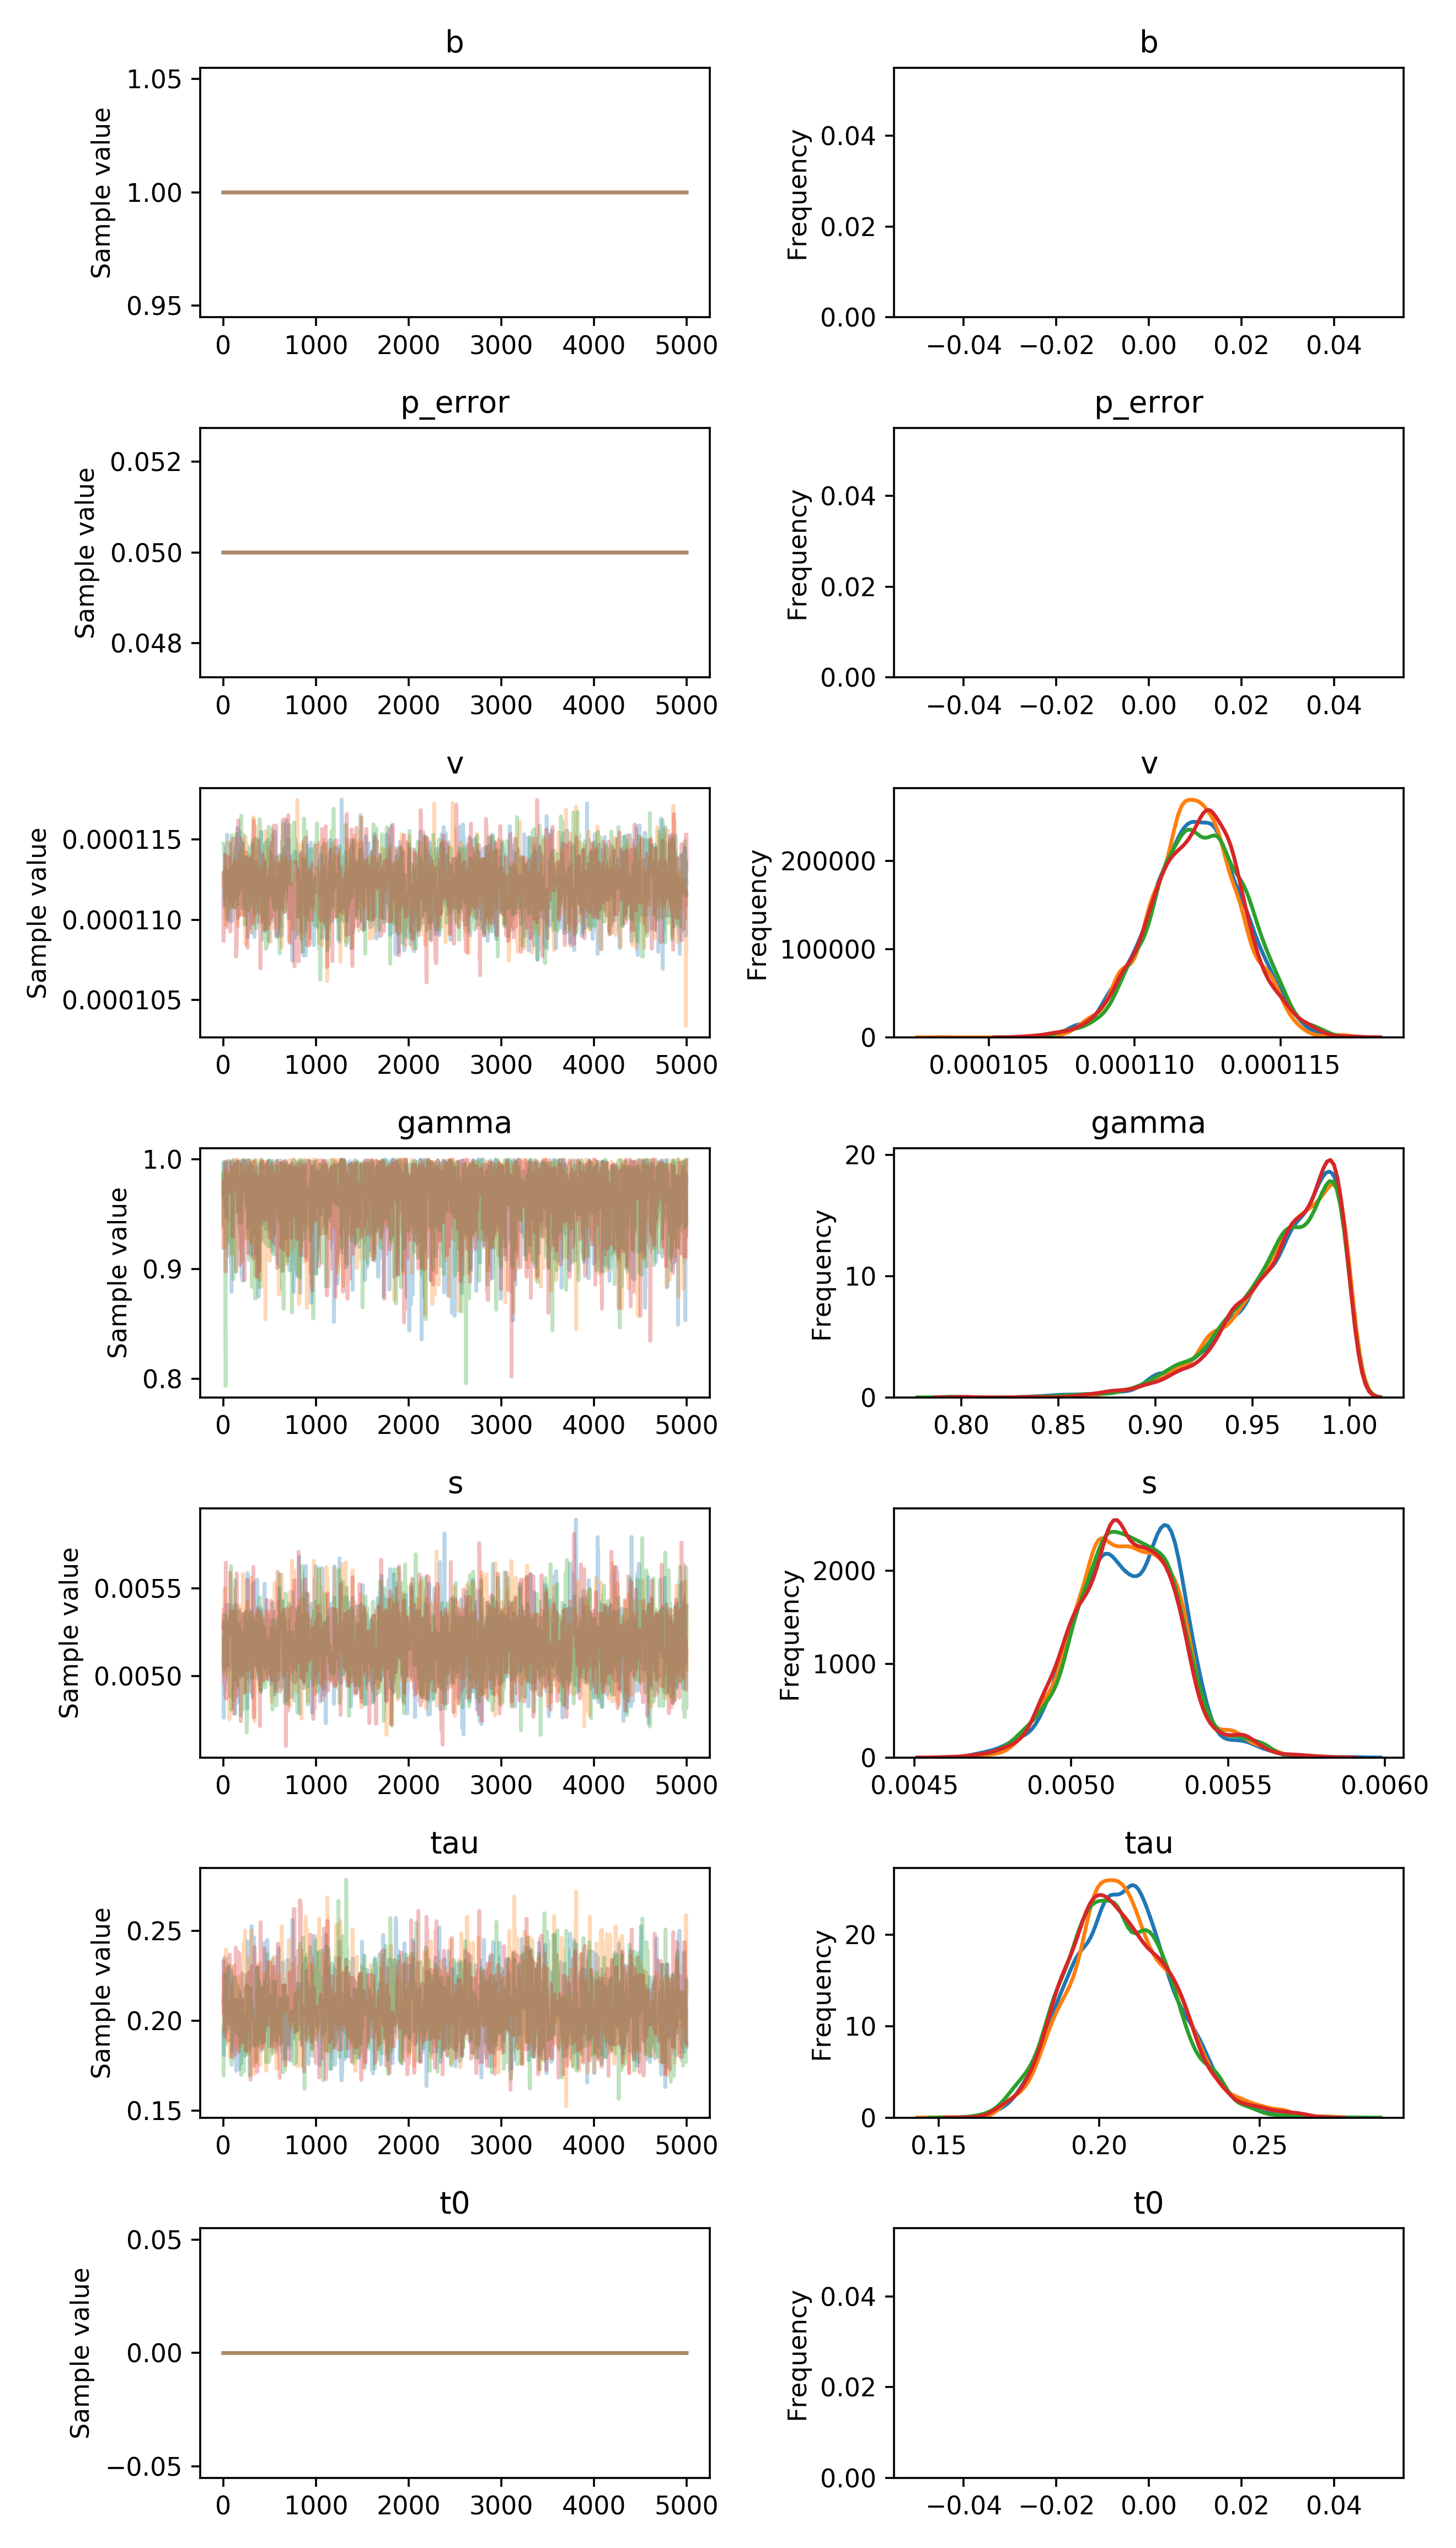 b
b
Sample value
1.05
1.00
0.95
0 1000 2000 3000 4000 5000
Frequency
0.04
0.02
0.00
−0.04 −0.02 0.00 0.02 0.04
p_error
p_error
Sample value
0.052
0.050
0.048
0 1000 2000 3000 4000 5000
Frequency
0.04
0.02
0.00
−0.04 −0.02 0.00 0.02 0.04
v
v
Sample value
0.000115
0.000110
0.000105
0 1000 2000 3000 4000 5000
Frequency
200000
100000
0
0.000105 0.000110 0.000115
gamma
gamma
Sample value
1.0
0.9
0.8
0 1000 2000 3000 4000 5000
Frequency
20
10
0
0.80 0.85 0.90 0.95 1.00
s
s
Sample value
0.0055
0.0050
0 1000 2000 3000 4000 5000
Frequency
2000
1000
0
0.0045 0.0050 0.0055 0.0060
tau
tau
Sample value
0.25
0.20
0.15
0 1000 2000 3000 4000 5000
Frequency
20
10
0
0.15 0.20 0.25
t0
t0
Sample value
0.05
0.00
−0.05
0 1000 2000 3000 4000 5000
Frequency
0.04
0.02
0.00
−0.04 −0.02 0.00 0.02 0.04